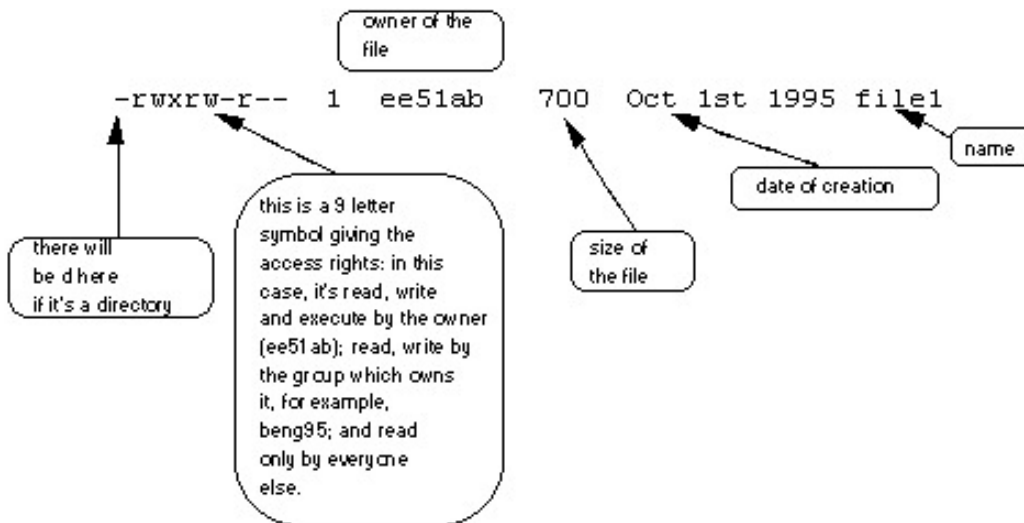 owner of the
file
-rwxrw-r-- 1 ee51ab 700 Oct 1st 1995 file1
name
date of creation
this is a 9 letter
symbol giving the
access rights: in this
case, it's read, write
and execute by the owner
(ee51ab); read, write by
the group which owns
it, for example,
beng95; and read
only by everyone
else.
there will
be d here
if it's a directory
size of
the file